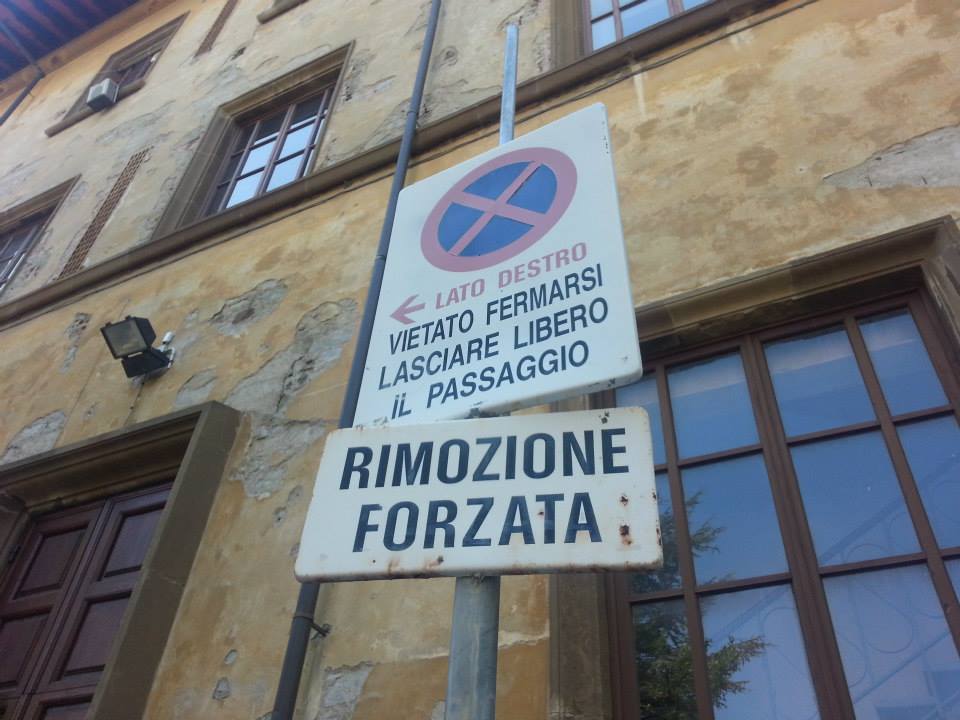 LATO DESTRO
VIETATO FERMARSI
LASCIARE LIBERO
IL PASSAGGIO
RIMOZIONE
FORZATA